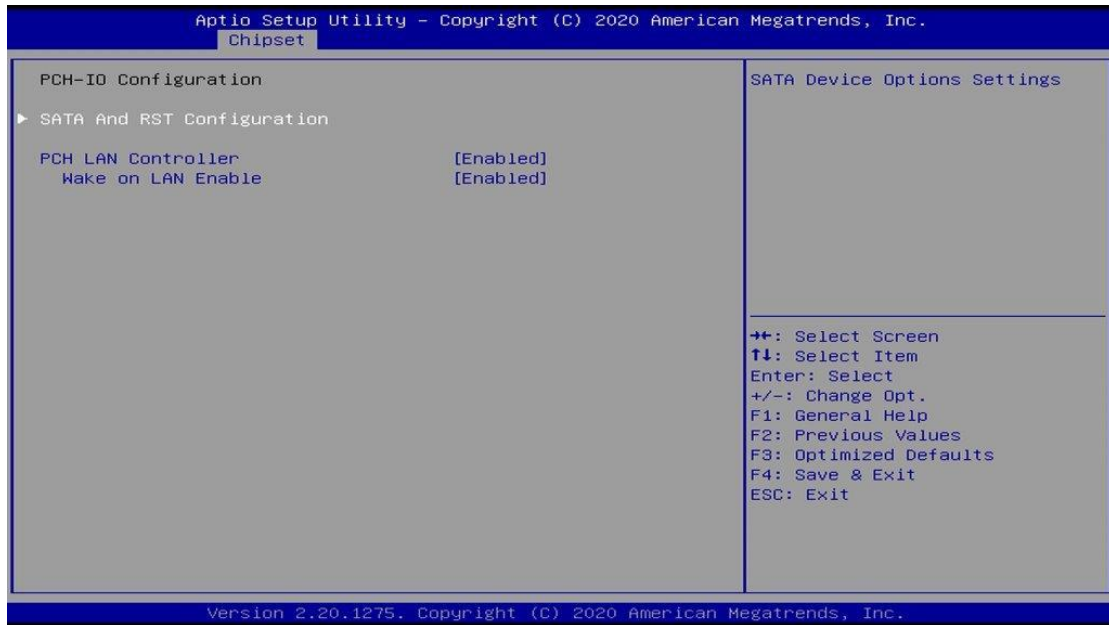 Aptio Setup Utility – Copyright (C) 2020 American Megatrends, Inc.
Chipset
PCH-IO Configuration
SATA And RST Configuration
PCH LAN Controller [Enabled]
Wake on LAN Enable [Enabled]
SATA Device Options Settings
→←: Select Screen
↑↓: Select Item
Enter: Select
+/-: Change Opt.
F1: General Help
F2: Previous Values
F3: Optimized Defaults
F4: Save & Exit
ESC: Exit
Version 2.20.1275. Copyright (C) 2020 American Megatrends, Inc.